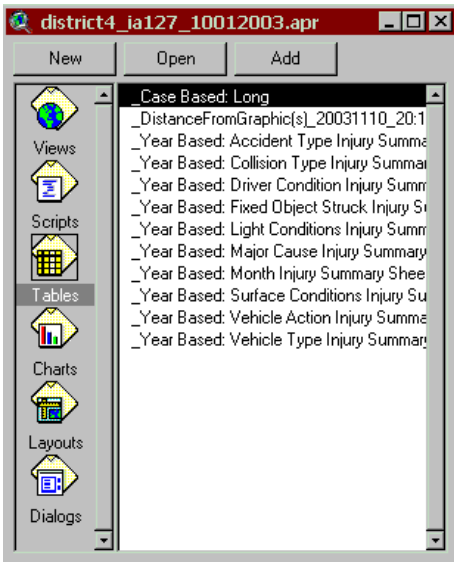 district4_ia127_10012003.apr
New Open Add
Views
Scripts
Tables
Charts
Layouts
Dialogs
_Case Based: Long
_DistanceFromGraphic(s)_20031110_20:1
_Year Based: Accident Type Injury Summa
_Year Based: Collision Type Injury Summar
_Year Based: Driver Condition Injury Summ
_Year Based: Fixed Object Struck Injury S
_Year Based: Light Conditions Injury Summ
_Year Based: Major Cause Injury Summary
_Year Based: Month Injury Summary Shee
_Year Based: Surface Conditions Injury Su
_Year Based: Vehicle Action Injury Summa
_Year Based: Vehicle Type Injury Summary